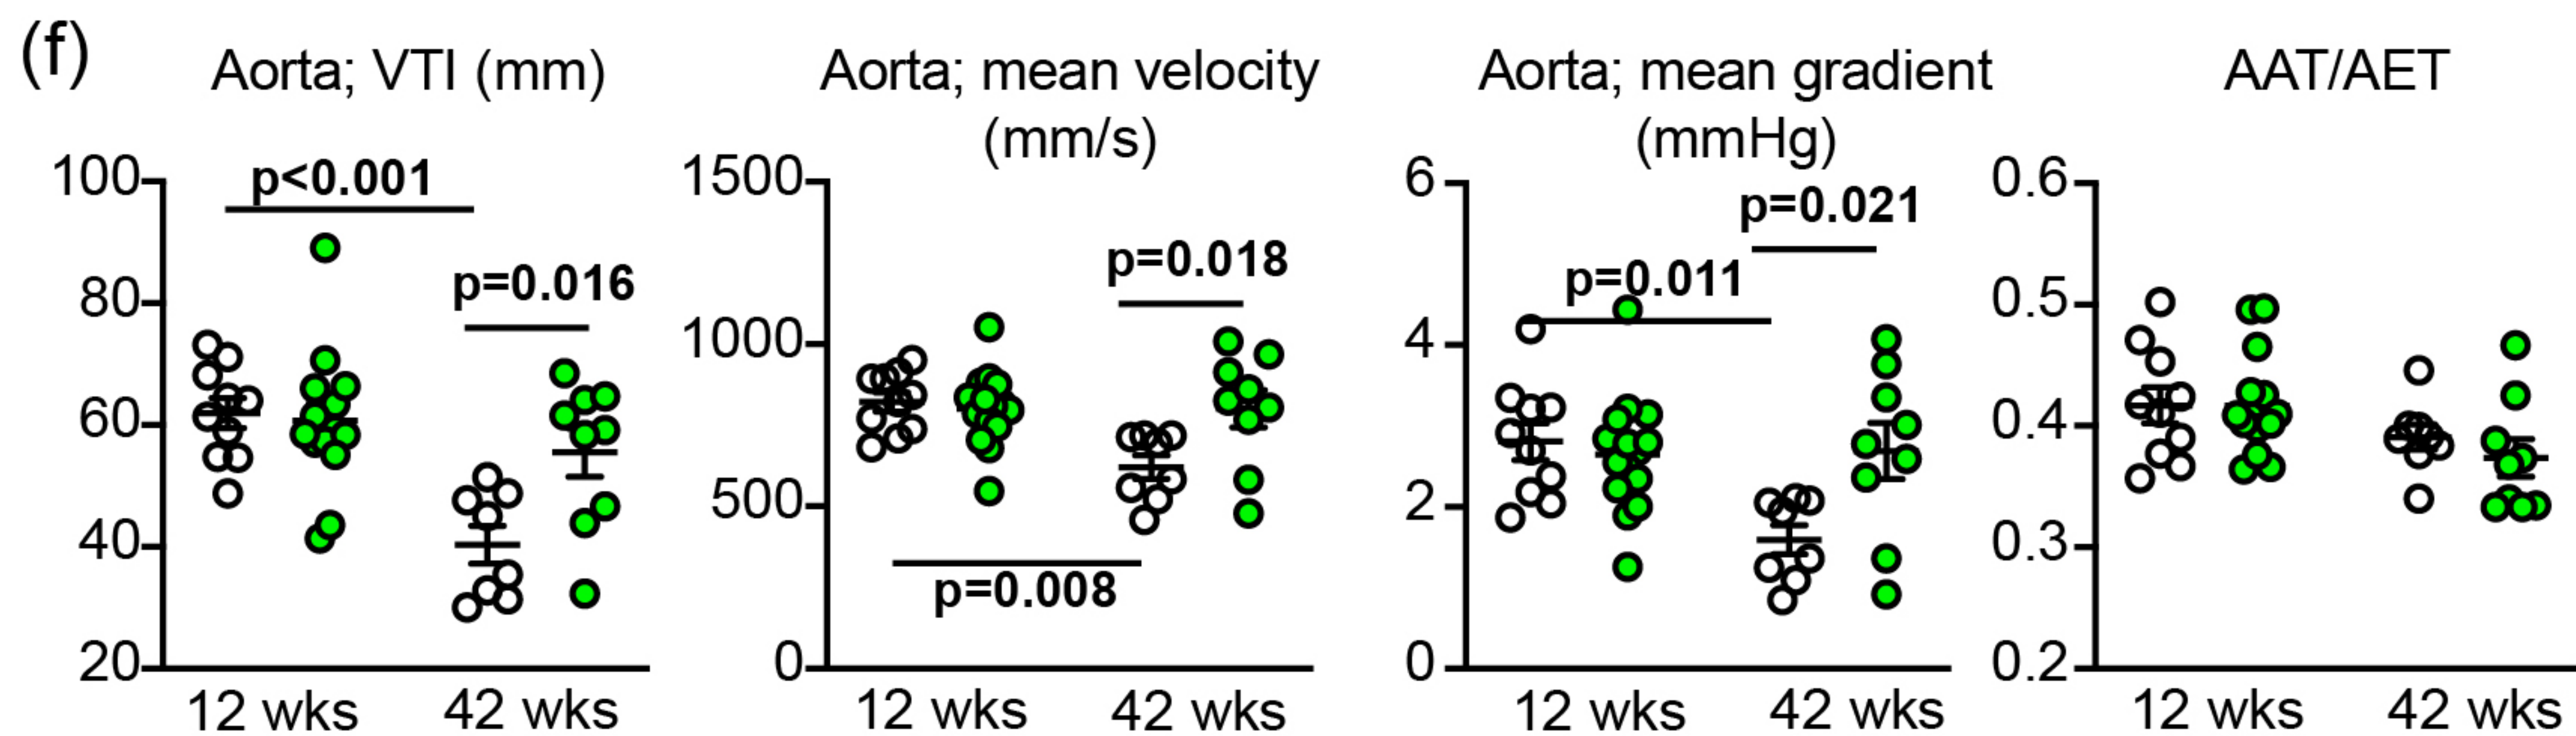 (f)
Aorta; VTI (mm)
100
80
60
40
20
p<0.001
p=0.016
12 wks
42 wks
Aorta; mean velocity
(mm/s)
1500
1000
500
0
p=0.018
p=0.008
12 wks
42 wks
Aorta; mean gradient
(mmHg)
6
4
2
0
p=0.021
p=0.011
12 wks
42 wks
AAT/AET
0.6
0.5
0.4
0.3
0.2
12 wks
42 wks